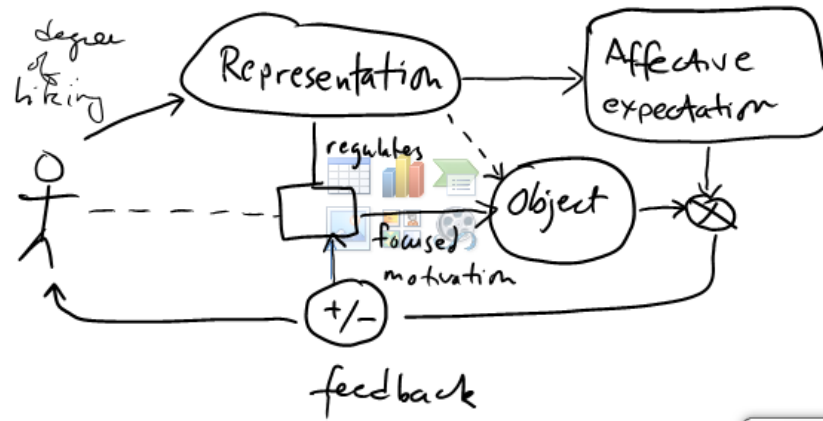 degree
of
liking
Representation
Affective
expectation
regulates
Object
focused
motivation
+/-
feedback